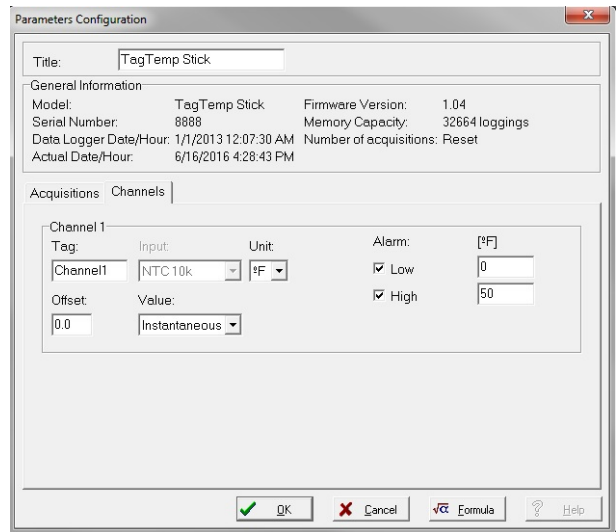 Parameters Configuration
Title: TagTemp Stick
General Information
Model: TagTemp Stick Firmware Version: 1.04
Serial Number: 8888 Memory Capacity: 32664 loggings
Data Logger Date/Hour: 1/1/2013 12:07:30 AM Number of acquisitions: Reset
Actual Date/Hour: 6/16/2016 4:28:43 PM
Acquisitions Channels
Channel 1
Tag: Input: Unit: Alarm: [ºF]
Channel1 NTC 10k ºF Low 0
Offset: Value: High 50
0.0 Instantaneous
OK Cancel √α Formula ? Help